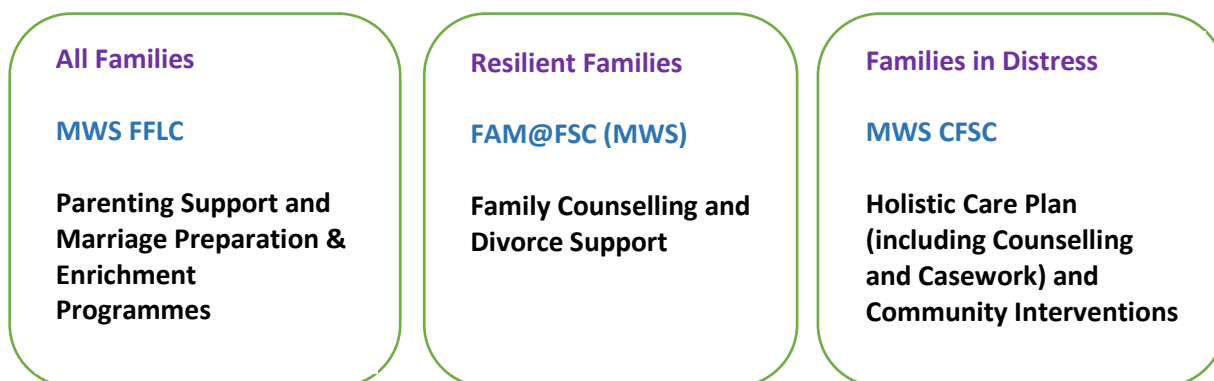 All Families
MWS FFLC
Parenting Support and
Marriage Preparation &
Enrichment
Programmes
Resilient Families
FAM@FSC (MWS)
Family Counselling and
Divorce Support
Families in Distress
MWS CFSC
Holistic Care Plan
(including Counselling
and Casework) and
Community Interventions